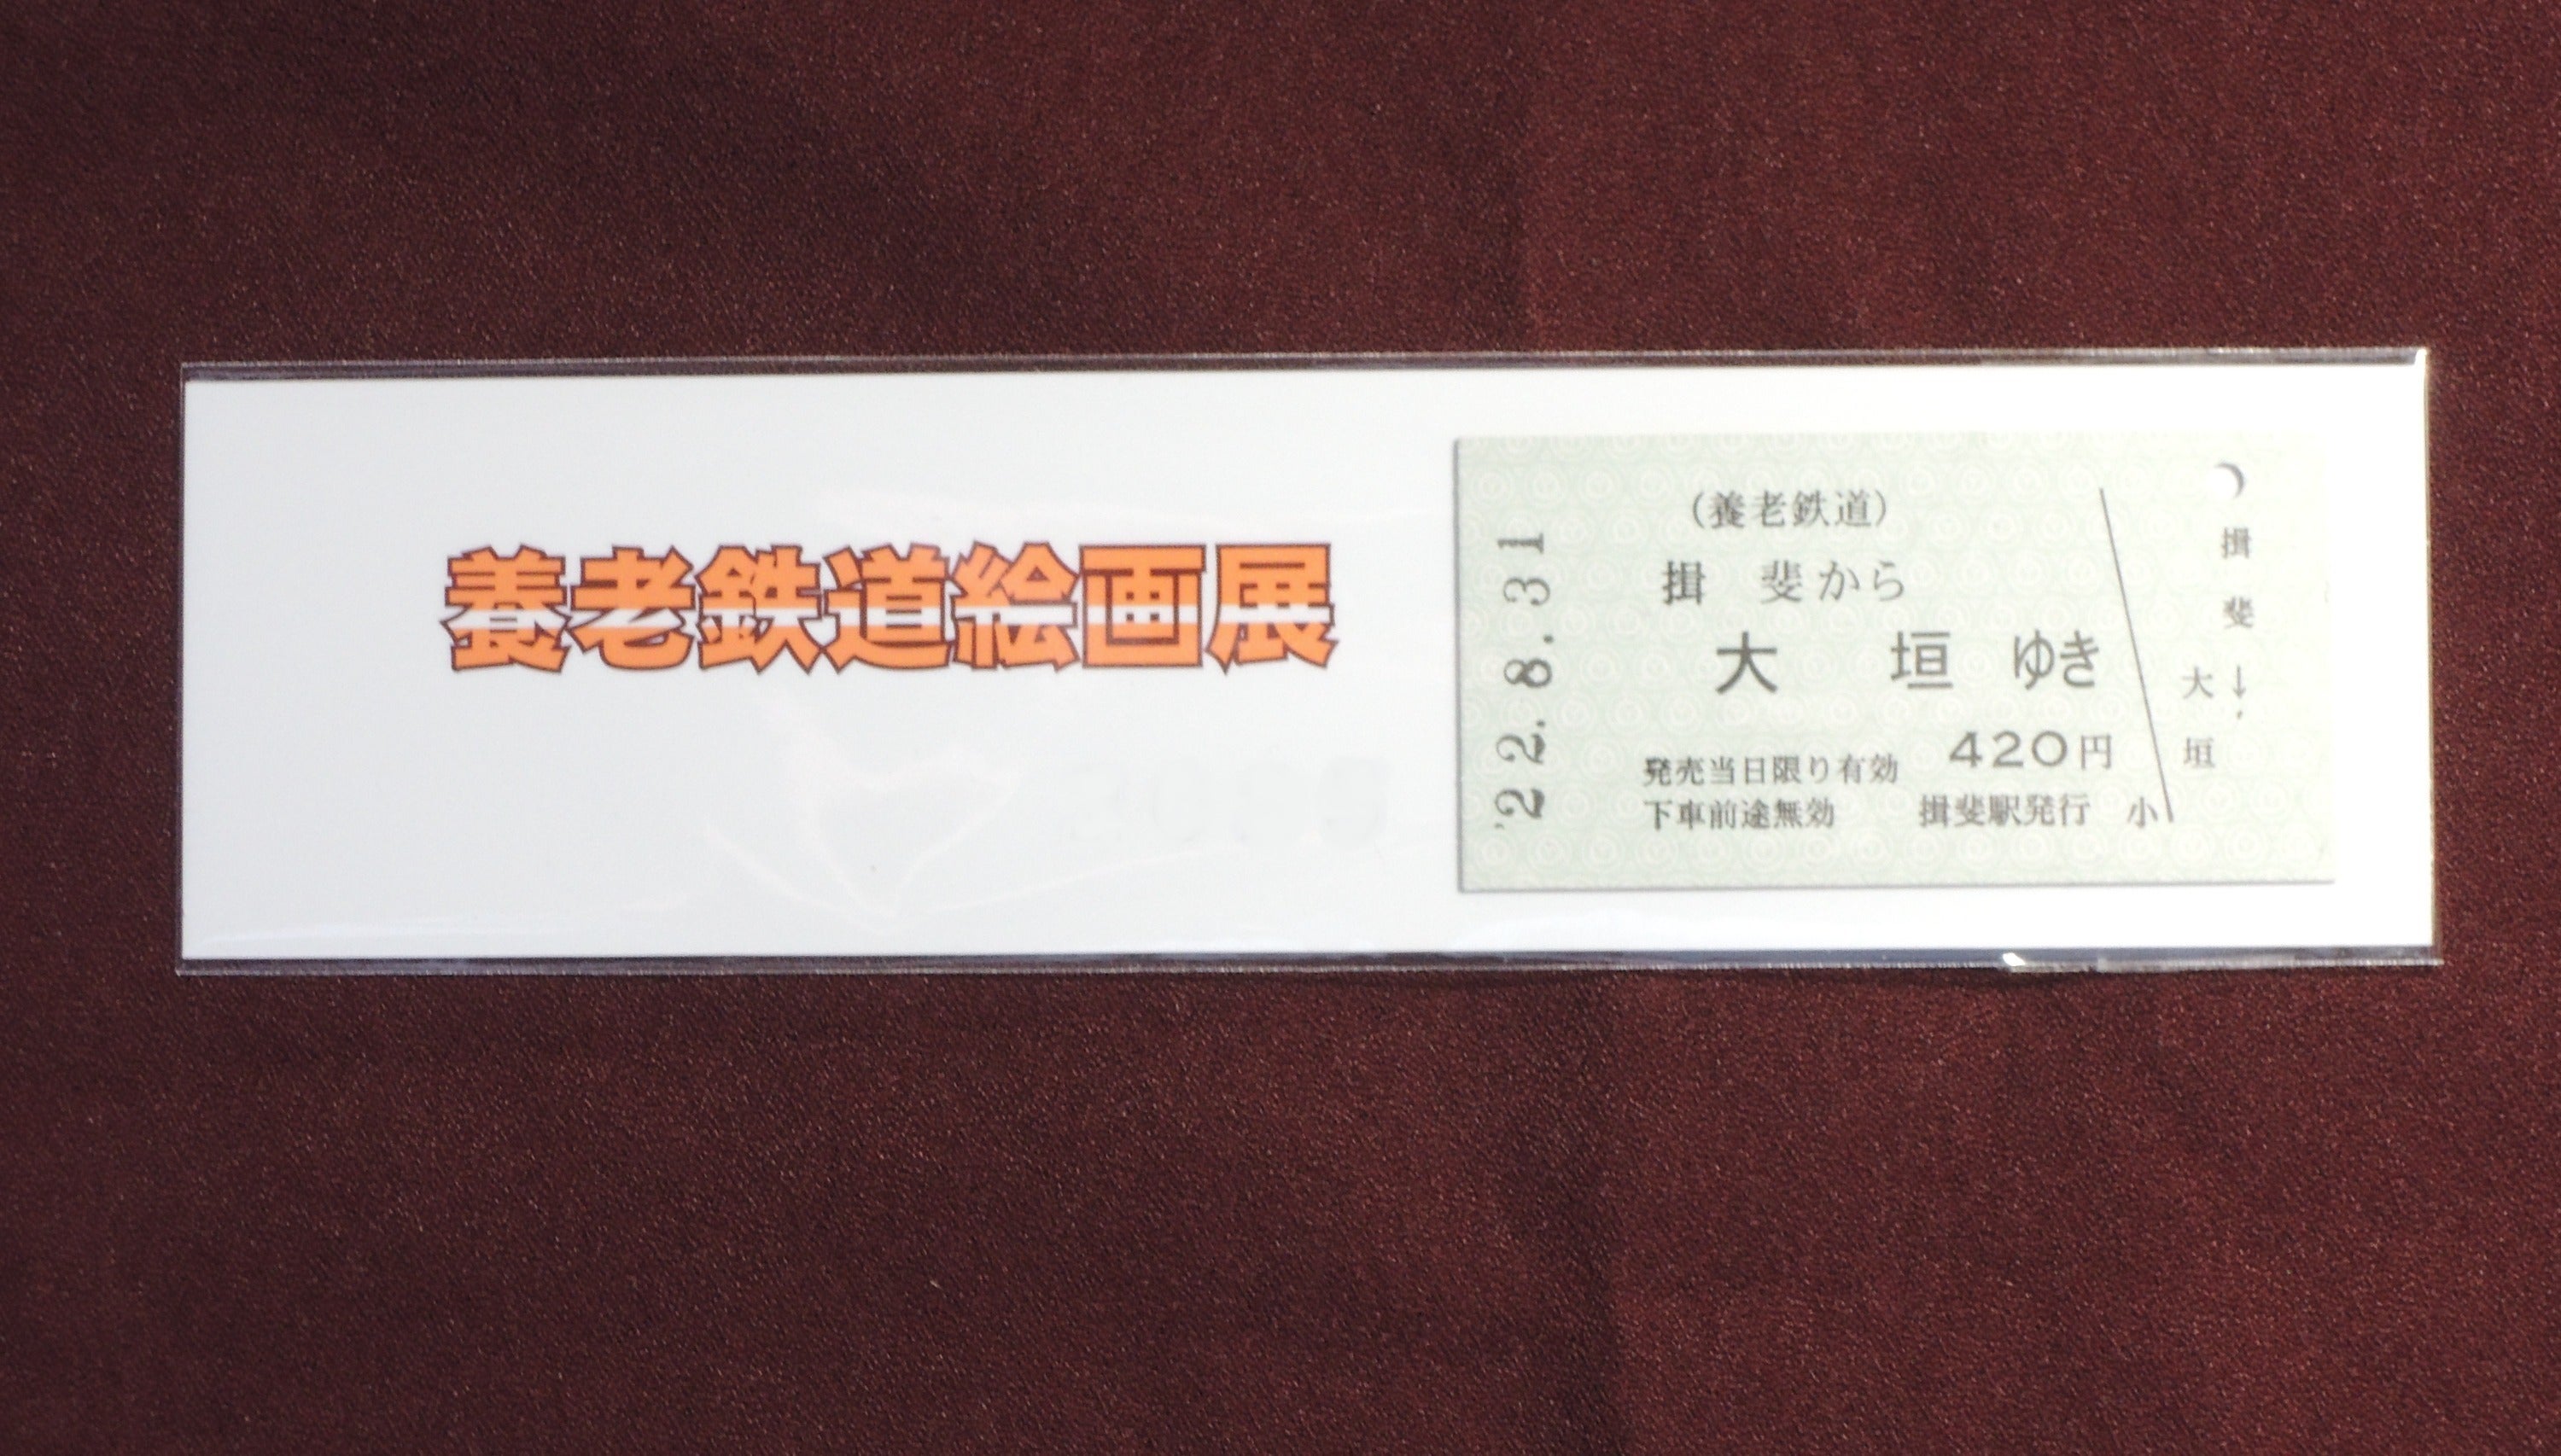 養老鉄道絵画展
'22.8.31
(養老鉄道)
揖斐から
大垣ゆき
420円
発売当日限り有効
下車前途無効
揖斐駅発行 小
揖斐→
大垣